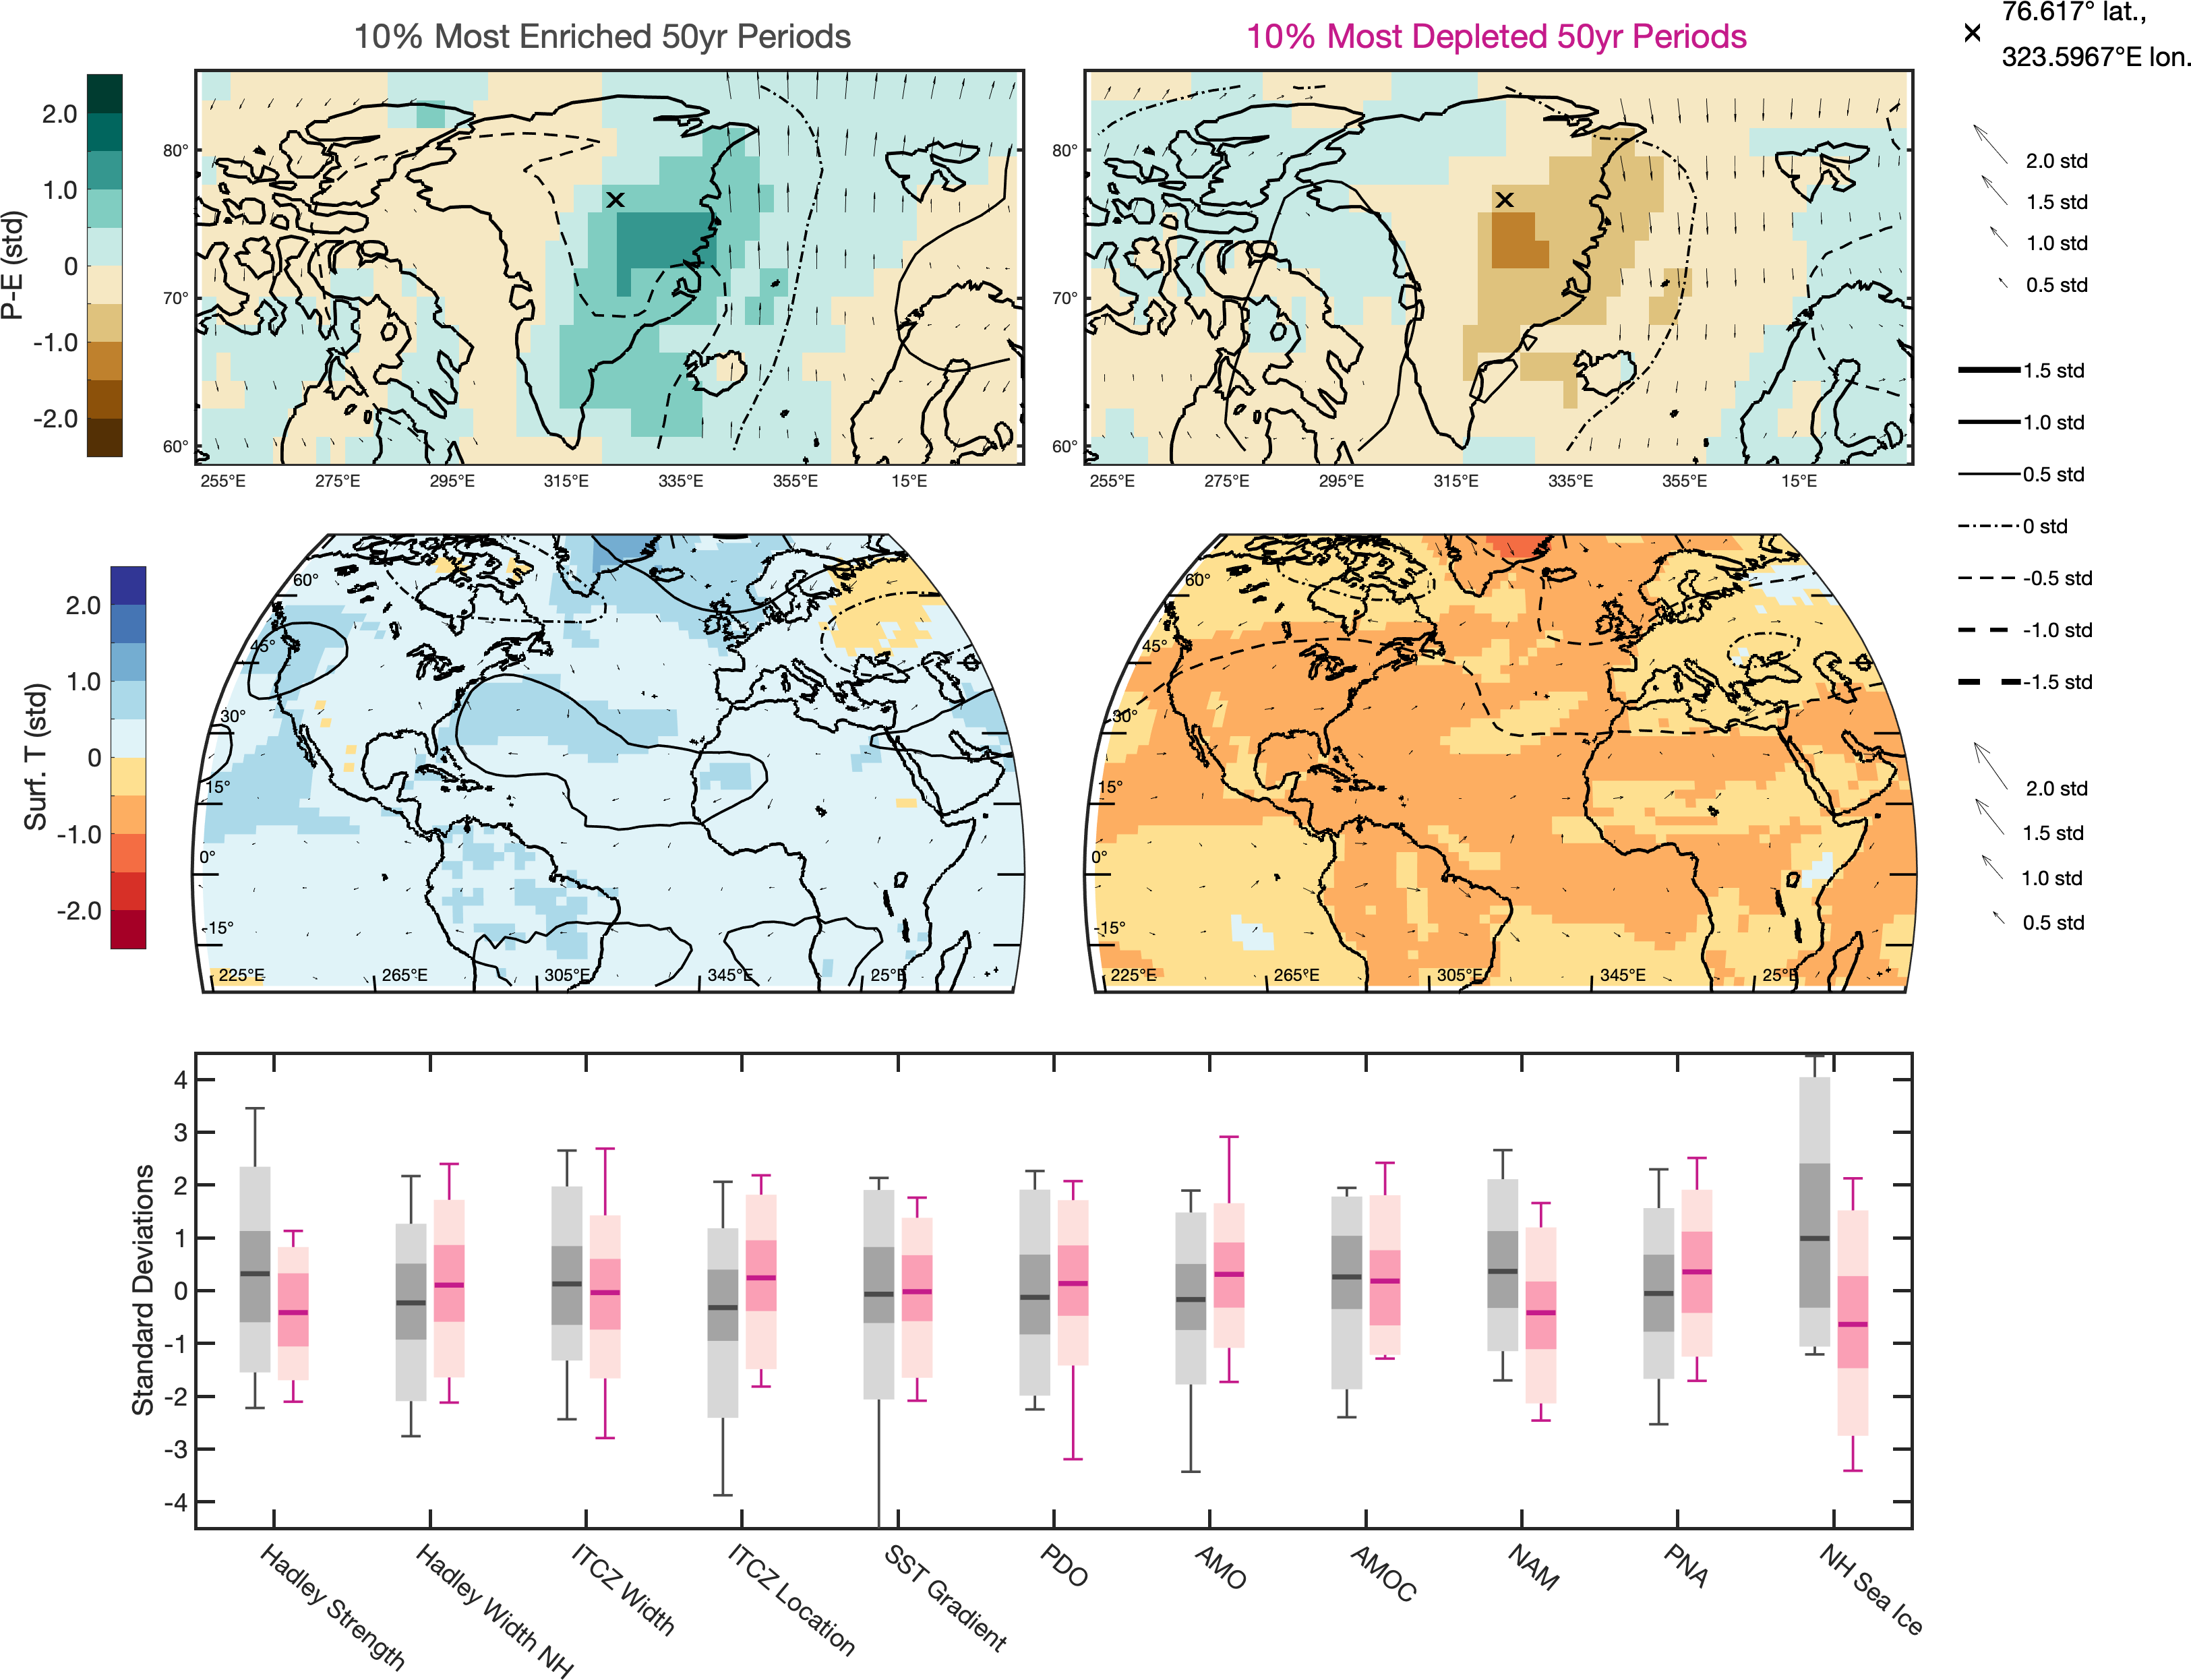 10% Most Enriched 50yr Periods
10% Most Depleted 50yr Periods
76.617° lat.,
323.5967°E lon.
P-E (std)
2.0
1.0
0
-1.0
-2.0
80°
70°
60°
255°E 275°E 295°E 315°E 335°E 355°E 15°E
80°
70°
60°
255°E 275°E 295°E 315°E 335°E 355°E 15°E
2.0 std
1.5 std
1.0 std
0.5 std
1.5 std
1.0 std
0.5 std
0 std
-0.5 std
-1.0 std
-1.5 std
Surf. T (std)
2.0
1.0
0
-1.0
-2.0
60°
45°
30°
15°
0°
-15°
225°E 265°E 305°E 345°E 25°E
60°
45°
30°
15°
0°
-15°
225°E 265°E 305°E 345°E 25°E
2.0 std
1.5 std
1.0 std
0.5 std
Standard Deviations
4
3
2
1
0
-1
-2
-3
-4
Hadley Strength
Hadley Width NH
ITCZ Width
ITCZ Location
SST Gradient
PDO
AMO
AMOC
NAM
PNA
NH Sea Ice